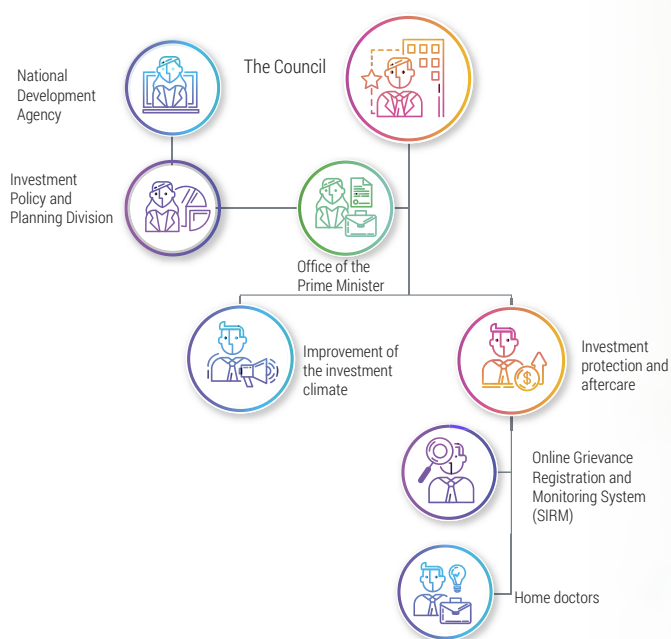 National
Development
Agency
The Council
Investment
Policy and
Planning Division
Office of the
Prime Minister
Improvement of
the investment
climate
Investment
protection and
aftercare
$
Online Grievance
Registration and
Monitoring System
(SIRM)
Home doctors